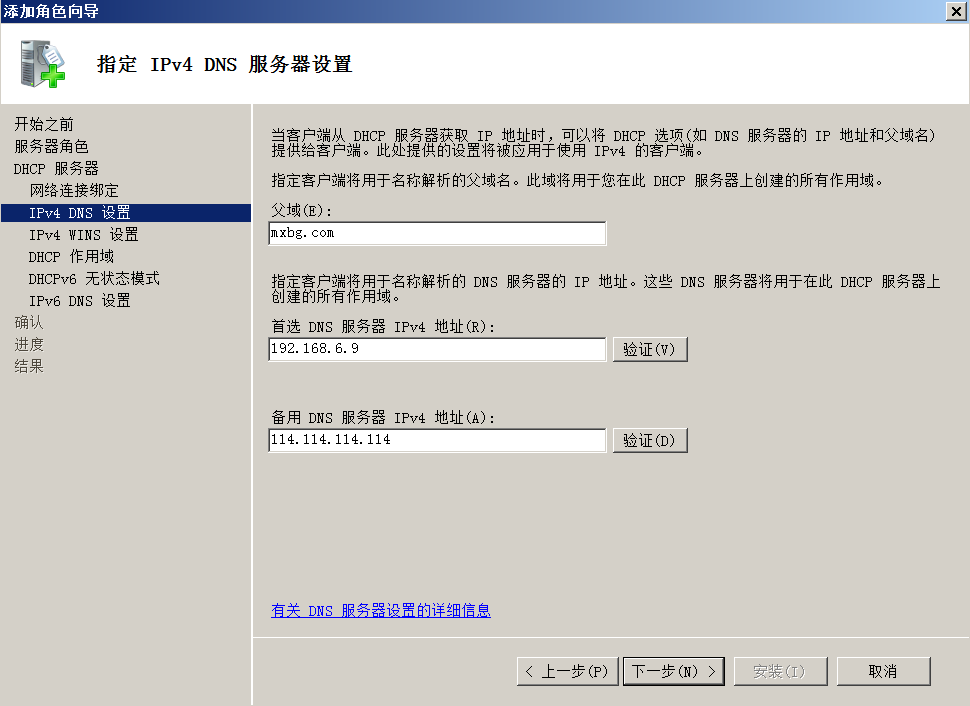 添加角色向导
指定 IPv4 DNS 服务器设置
开始之前
服务器角色
DHCP 服务器
网络连接绑定
IPv4 DNS 设置
IPv4 WINS 设置
DHCP 作用域
DHCPv6 无状态模式
IPv6 DNS 设置
确认
进度
结果
当客户端从 DHCP 服务器获取 IP 地址时，可以将 DHCP 选项(如 DNS 服务器的 IP 地址和父域名)
提供给客户端。此处提供的设置将被应用于使用 IPv4 的客户端。
指定客户端将用于名称解析的父域名。此域将用于您在此 DHCP 服务器上创建的所有作用域。
父域(E):
mxbg.com
指定客户端将用于名称解析的 DNS 服务器的 IP 地址。这些 DNS 服务器将用于在此 DHCP 服务器上
创建的所有作用域。
首选 DNS 服务器 IPv4 地址(R):
192.168.6.9
验证(V)
备用 DNS 服务器 IPv4 地址(A):
114.114.114.114
验证(D)
有关 DNS 服务器设置的详细信息
< 上一步(P)
下一步(N) >
安装(I)
取消